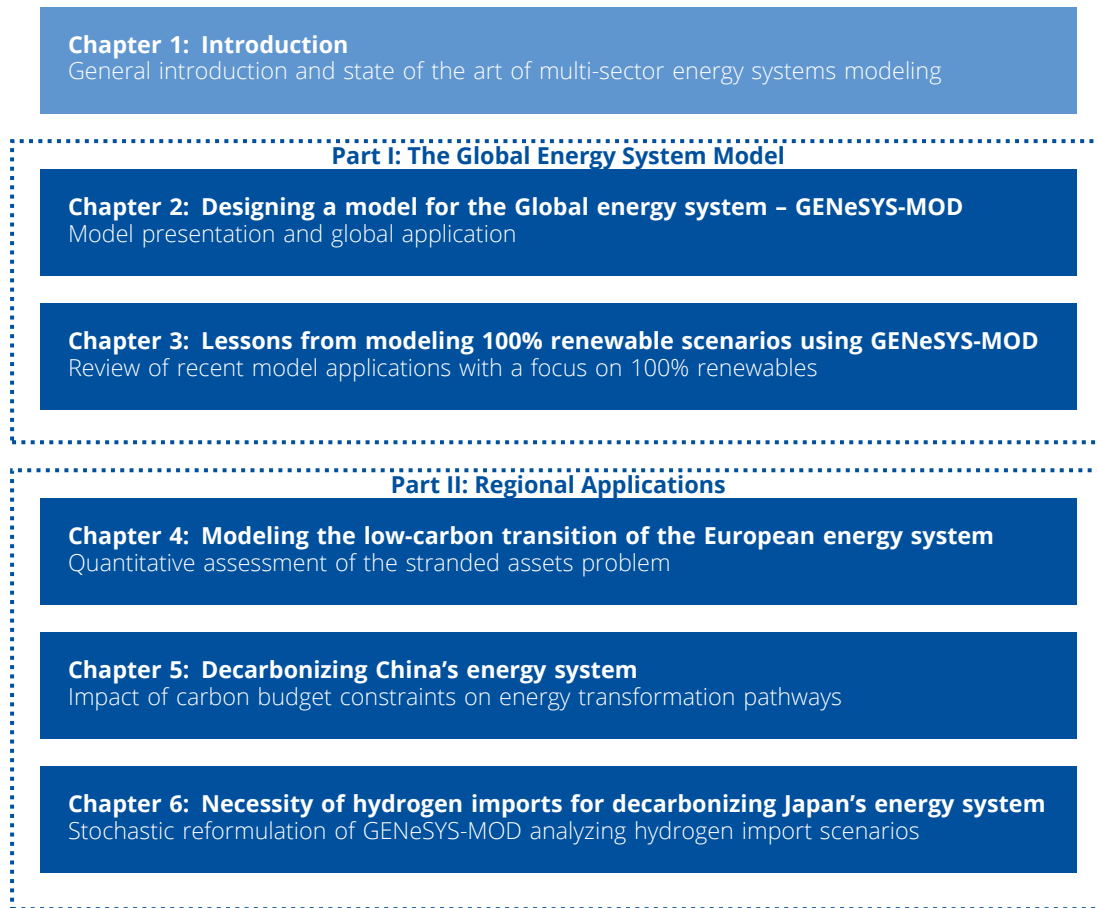 Chapter 1: Introduction
General introduction and state of the art of multi-sector energy systems modeling
Part I: The Global Energy System Model
Chapter 2: Designing a model for the Global energy system – GENeSYS-MOD
Model presentation and global application
Chapter 3: Lessons from modeling 100% renewable scenarios using GENeSYS-MOD
Review of recent model applications with a focus on 100% renewables
Part II: Regional Applications
Chapter 4: Modeling the low-carbon transition of the European energy system
Quantitative assessment of the stranded assets problem
Chapter 5: Decarbonizing China’s energy system
Impact of carbon budget constraints on energy transformation pathways
Chapter 6: Necessity of hydrogen imports for decarbonizing Japan’s energy system
Stochastic reformulation of GENeSYS-MOD analyzing hydrogen import scenarios